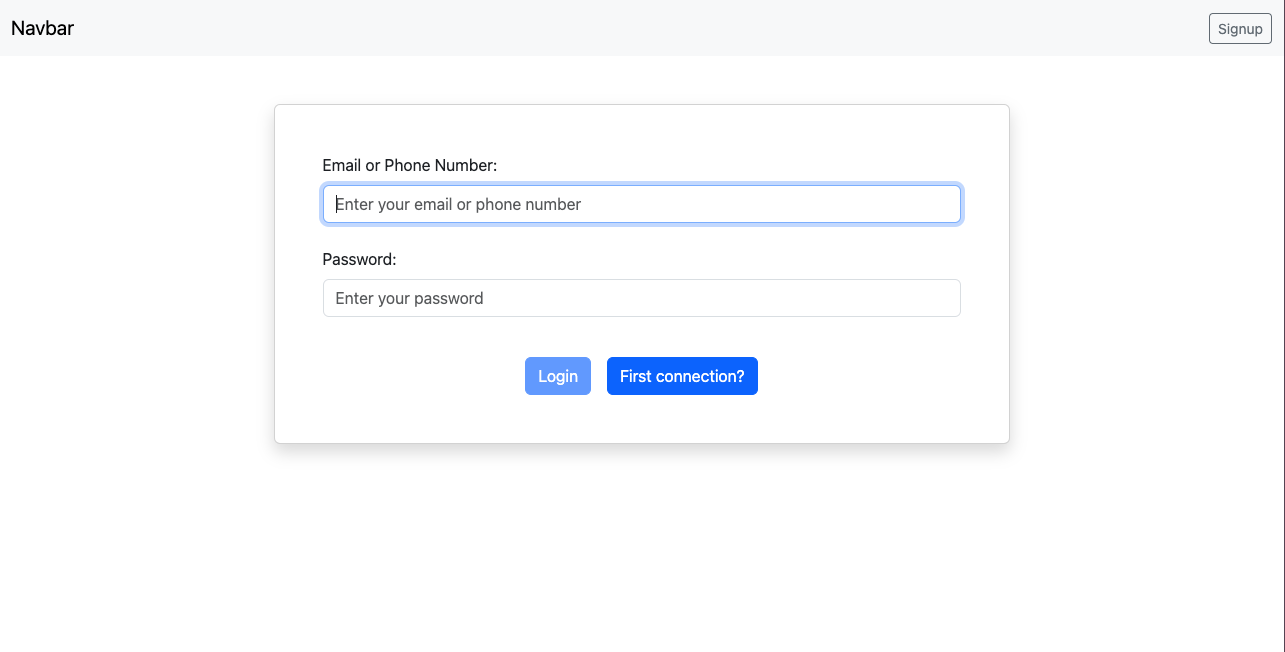 Navbar
Signup
Email or Phone Number:
Enter your email or phone number
Password:
Enter your password
Login
First connection?